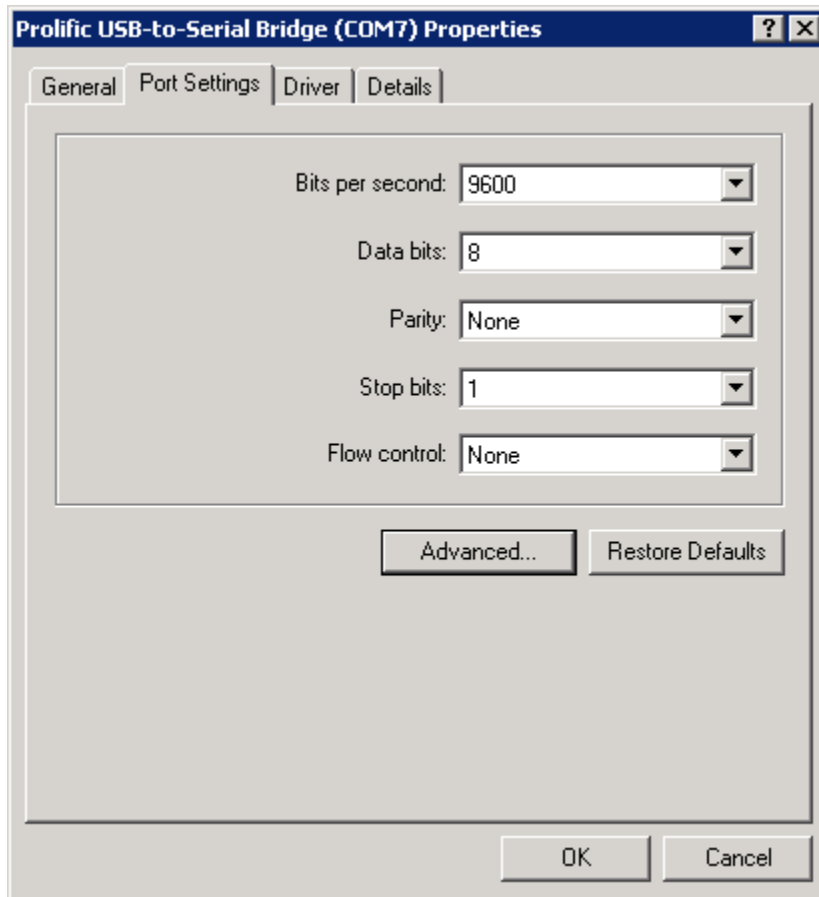 Prolific USB-to-Serial Bridge (COM7) Properties
General Port Settings Driver Details
Bits per second: 9600
Data bits: 8
Parity: None
Stop bits: 1
Flow control: None
Advanced... Restore Defaults
OK Cancel